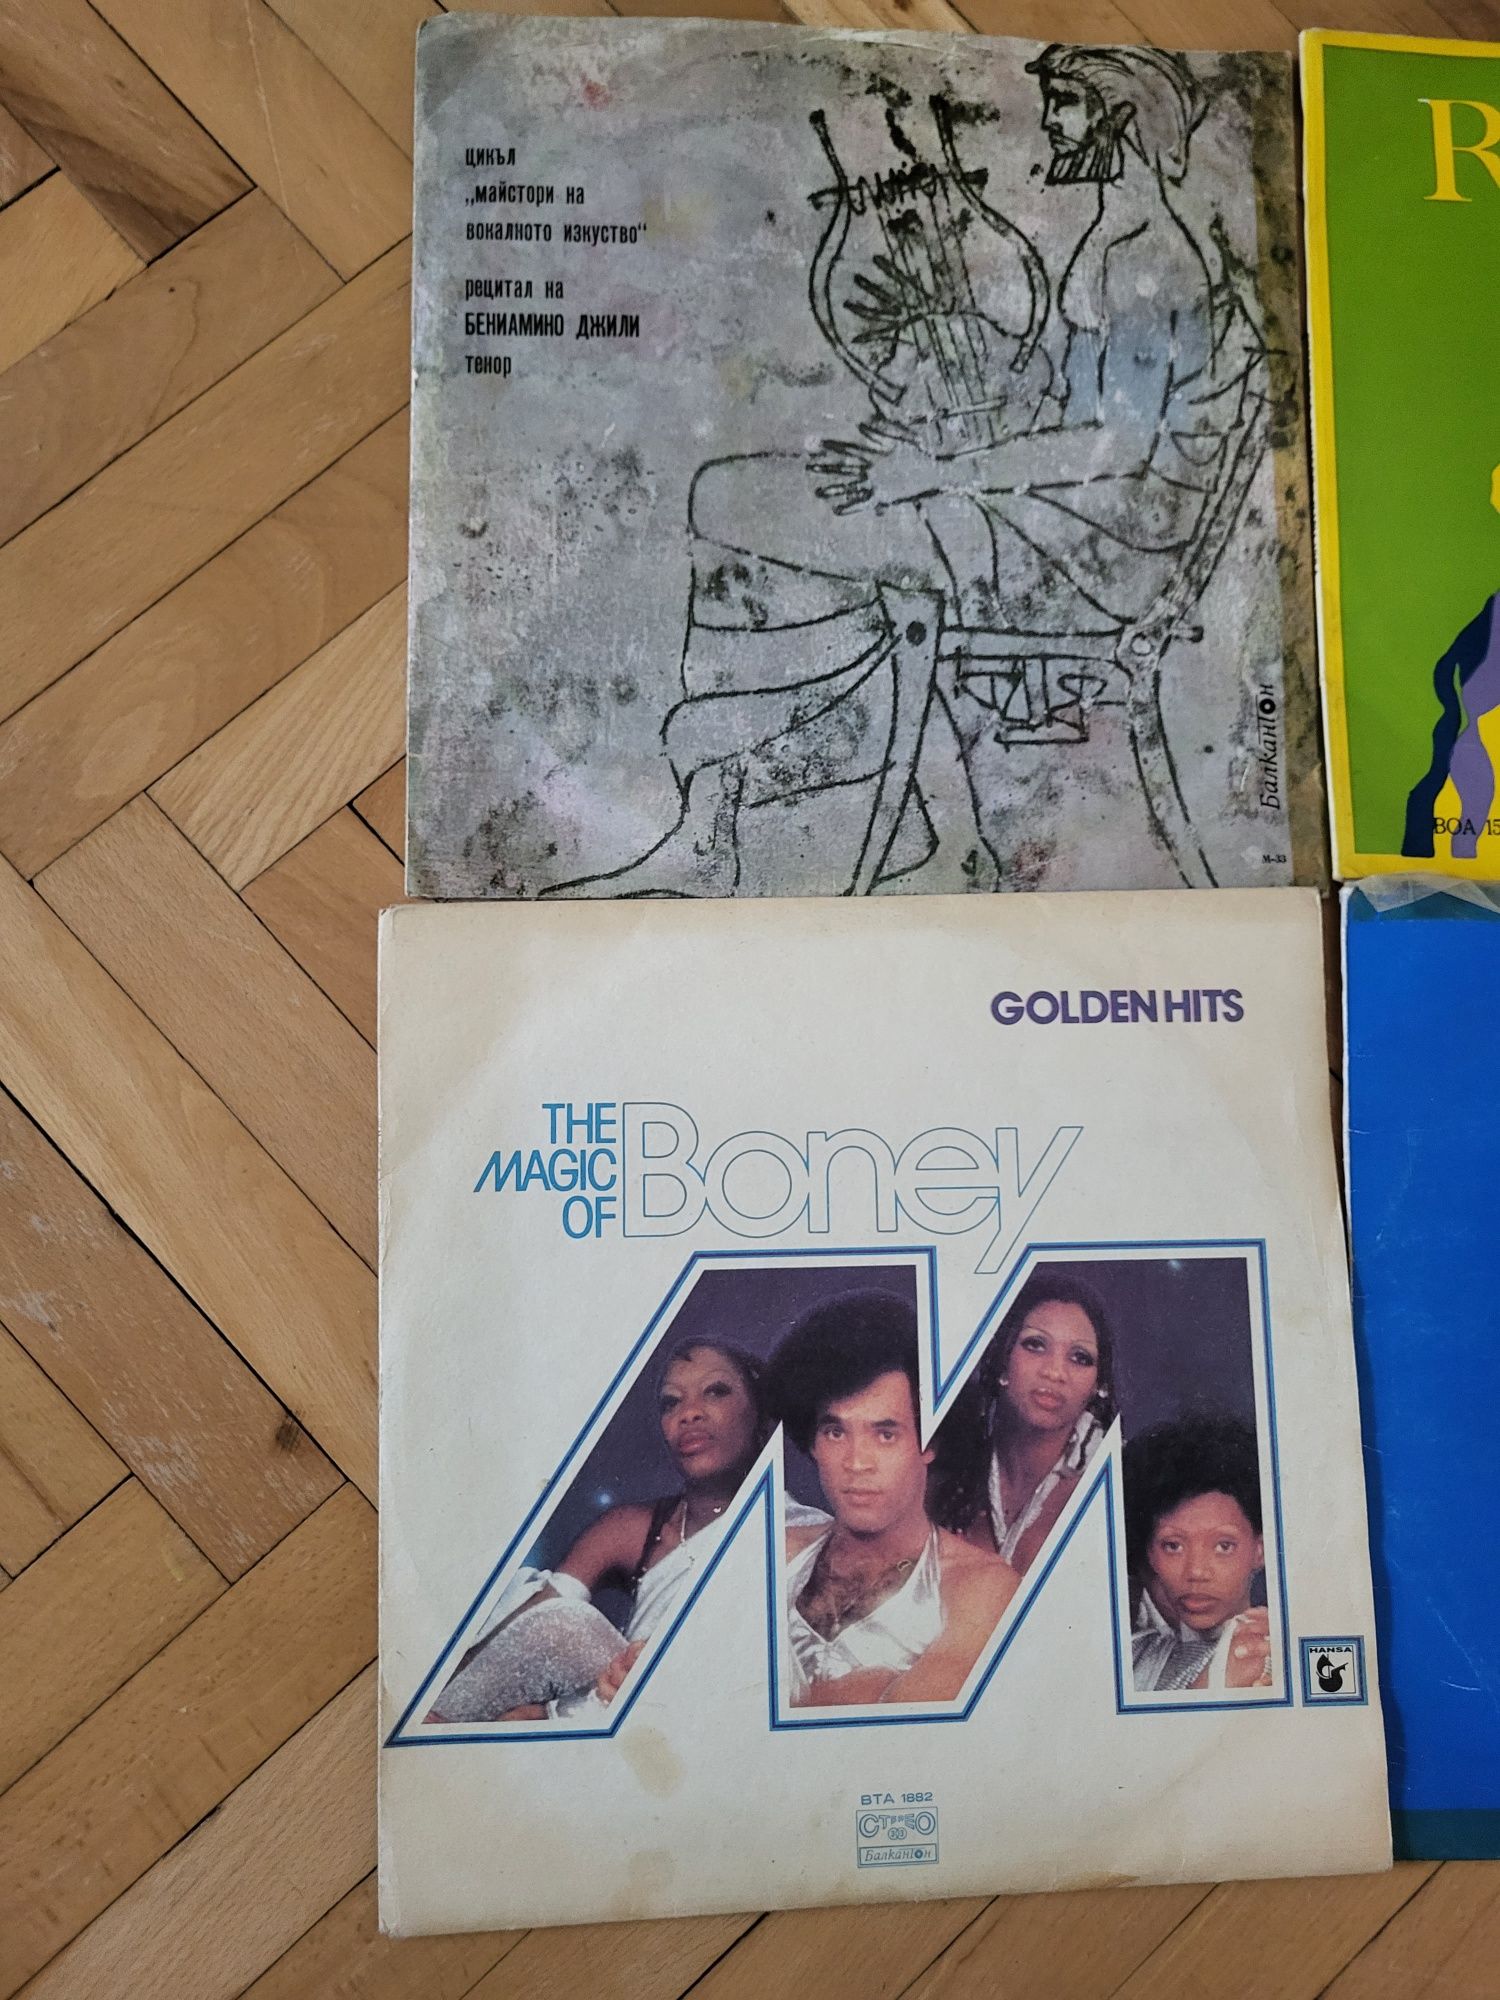 цикъл
„майстори на
вокалното изкуство“
рецитал на
БЕНИАМИНО ДЖИЛИ
тенор
Балкантон
М-33
R
ВОА 15
GOLDEN HITS
THE
MAGIC
OF
Boney
M.
HANSA
ВТА 1882
СТЕРЕО
33
Балкантон